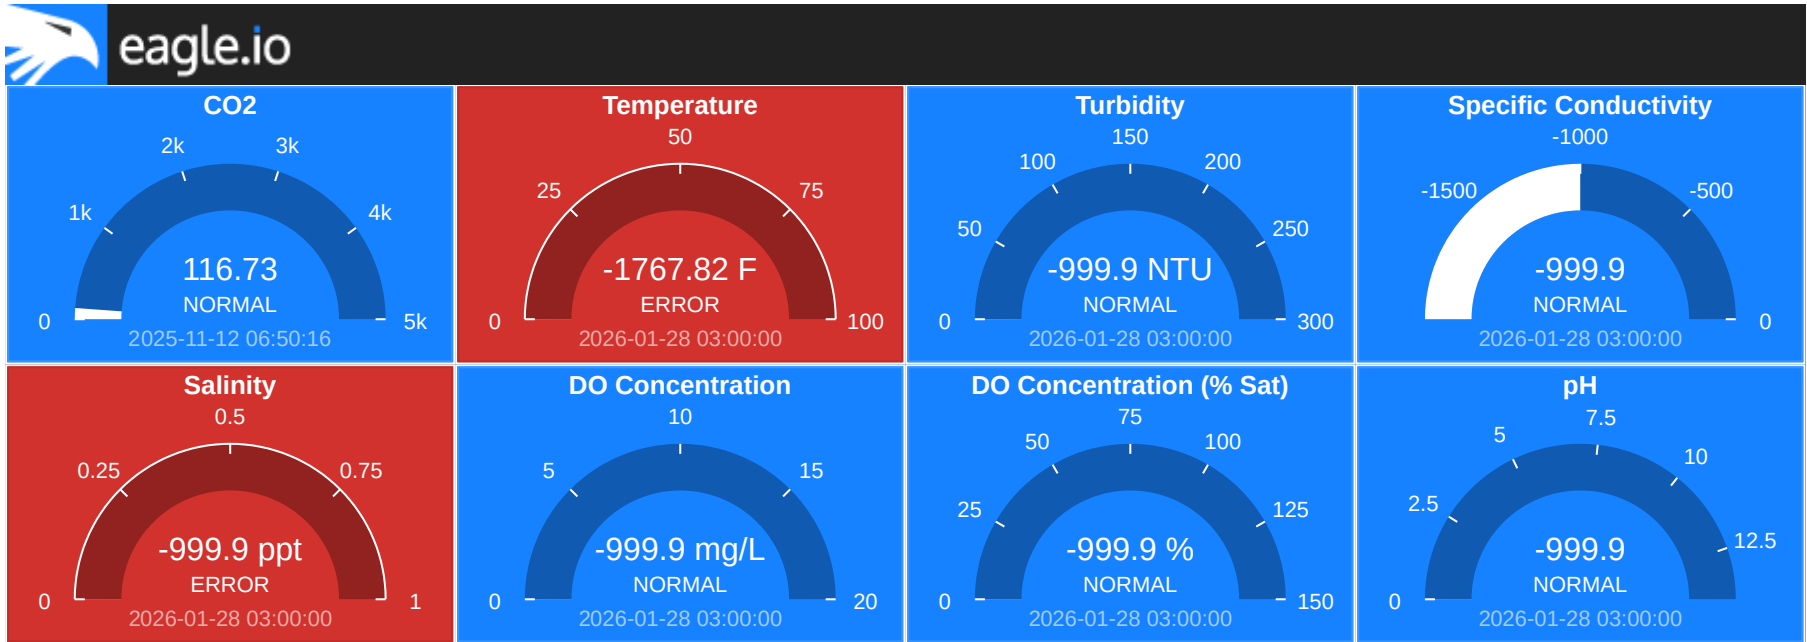 eagle.io
CO2
0
1k
2k
3k
4k
5k
116.73
NORMAL
2025-11-12 06:50:16
Temperature
0
25
50
75
100
-1767.82 F
ERROR
2026-01-28 03:00:00
Turbidity
0
50
100
150
200
250
300
-999.9 NTU
NORMAL
2026-01-28 03:00:00
Specific Conductivity
-1500
-1000
-500
0
-999.9
NORMAL
2026-01-28 03:00:00
Salinity
0
0.25
0.5
0.75
1
-999.9 ppt
ERROR
2026-01-28 03:00:00
DO Concentration
0
5
10
15
20
-999.9 mg/L
NORMAL
2026-01-28 03:00:00
DO Concentration (% Sat)
0
25
50
75
100
125
150
-999.9 %
NORMAL
2026-01-28 03:00:00
pH
0
2.5
5
7.5
10
12.5
-999.9
NORMAL
2026-01-28 03:00:00